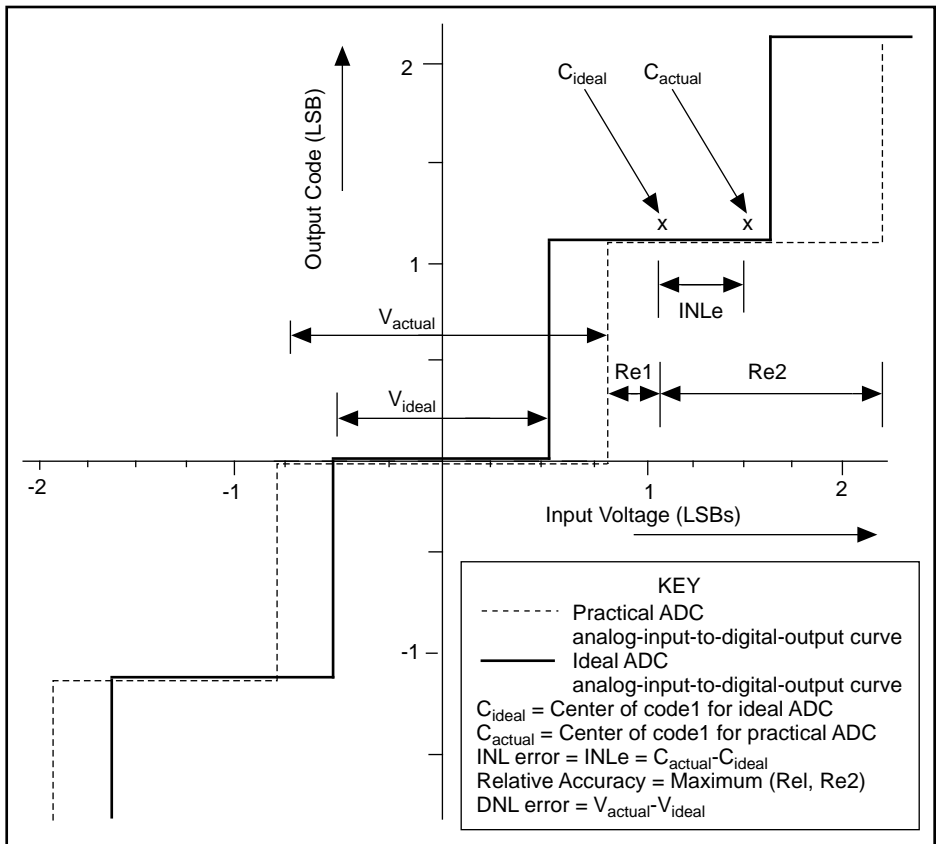 2
C_ideal
C_actual
Output Code (LSB)
x
x
1
INLe
V_actual
Re1
Re2
V_ideal
-2
-1
1
2
Input Voltage (LSBs)
-1
KEY
Practical ADC
analog-input-to-digital-output curve
Ideal ADC
analog-input-to-digital-output curve
C_ideal = Center of code1 for ideal ADC
C_actual = Center of code1 for practical ADC
INL error = INLe = C_actual-C_ideal
Relative Accuracy = Maximum (Rel, Re2)
DNL error = V_actual-V_ideal